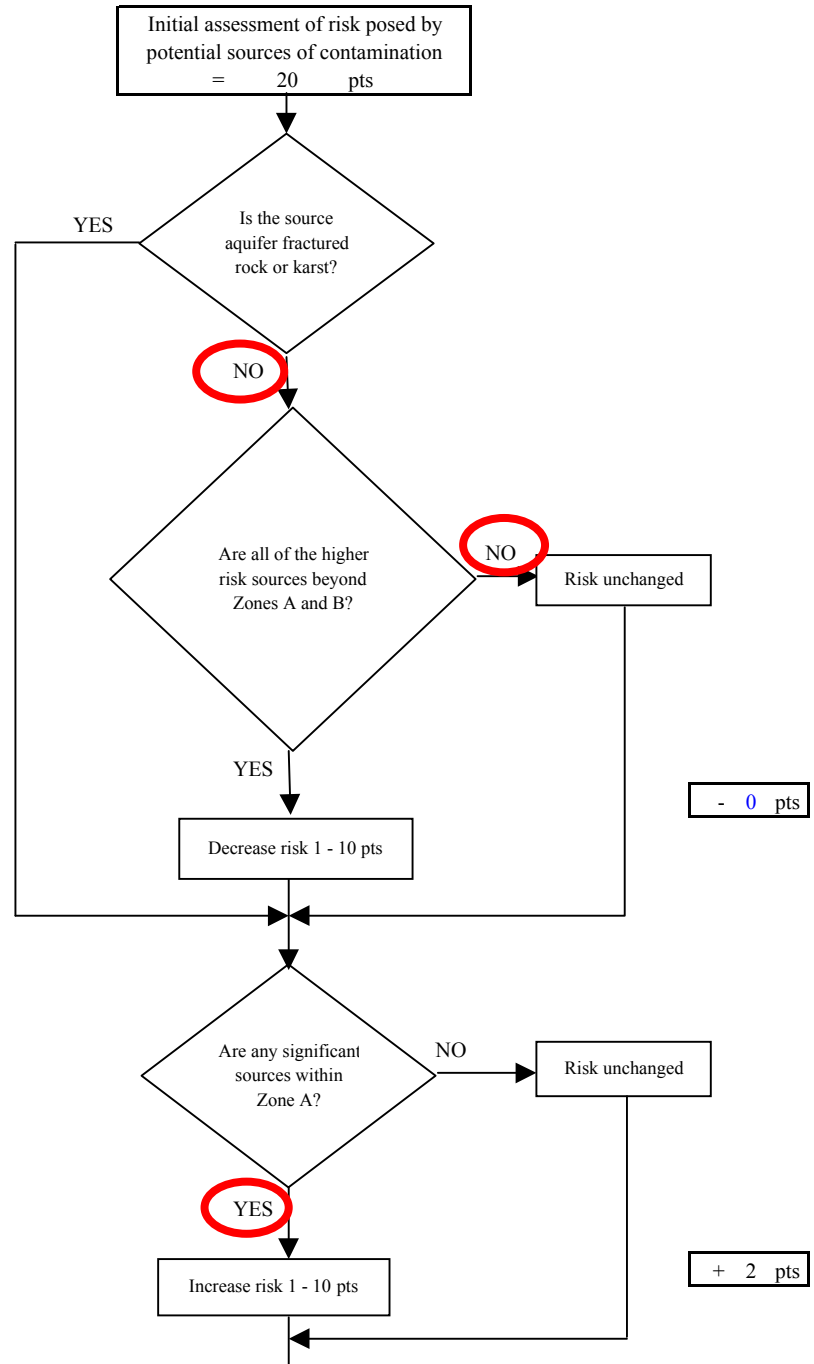 Initial assessment of risk posed by
potential sources of contamination
= 20 pts
YES
Is the source
aquifer fractured
rock or karst?
NO
Are all of the higher
risk sources beyond
Zones A and B?
NO
Risk unchanged
YES
- 0 pts
Decrease risk 1 - 10 pts
Are any significant
sources within
Zone A?
NO
Risk unchanged
YES
+ 2 pts
Increase risk 1 - 10 pts